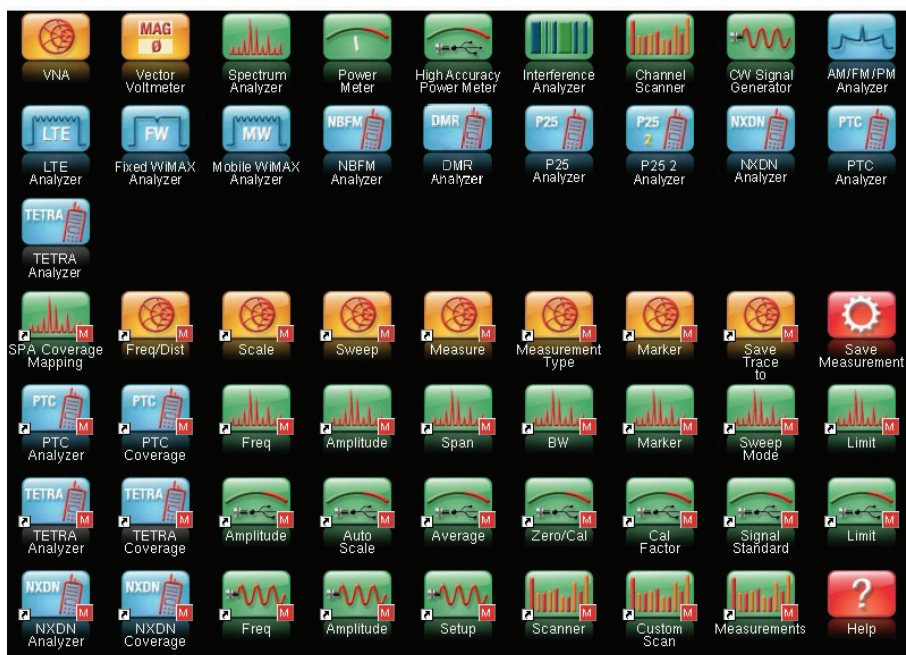 MAG
Ø
VNA
Vector
Voltmeter
Spectrum
Analyzer
Power
Meter
High Accuracy
Power Meter
Interference
Analyzer
Channel
Scanner
CW Signal
Generator
AM/FM/PM
Analyzer
LTE
FW
MW
NBFM
DMR
P25
P25
2
NXDN
PTC
LTE
Analyzer
Fixed WiMAX
Analyzer
Mobile WiMAX
Analyzer
NBFM
Analyzer
DMR
Analyzer
P25
Analyzer
P25 2
Analyzer
NXDN
Analyzer
PTC
Analyzer
TETRA
TETRA
Analyzer
M
M
M
M
M
M
M
M
SPA Coverage
Mapping
Freq/Dist
Scale
Sweep
Measure
Measurement
Type
Marker
Save
Trace
to
Save
Measurement
PTC
PTC
M
M
M
M
M
M
M
M
M
PTC
Analyzer
PTC
Coverage
Freq
Amplitude
Span
BW
Marker
Sweep
Mode
Limit
TETRA
TETRA
M
M
M
M
M
M
M
M
M
TETRA
Analyzer
TETRA
Coverage
Amplitude
Auto
Scale
Average
Zero/Cal
Cal
Factor
Signal
Standard
Limit
NXDN
NXDN
?
M
M
M
M
M
M
M
M
NXDN
Analyzer
NXDN
Coverage
Freq
Amplitude
Setup
Scanner
Custom
Scan
Measurements
Help